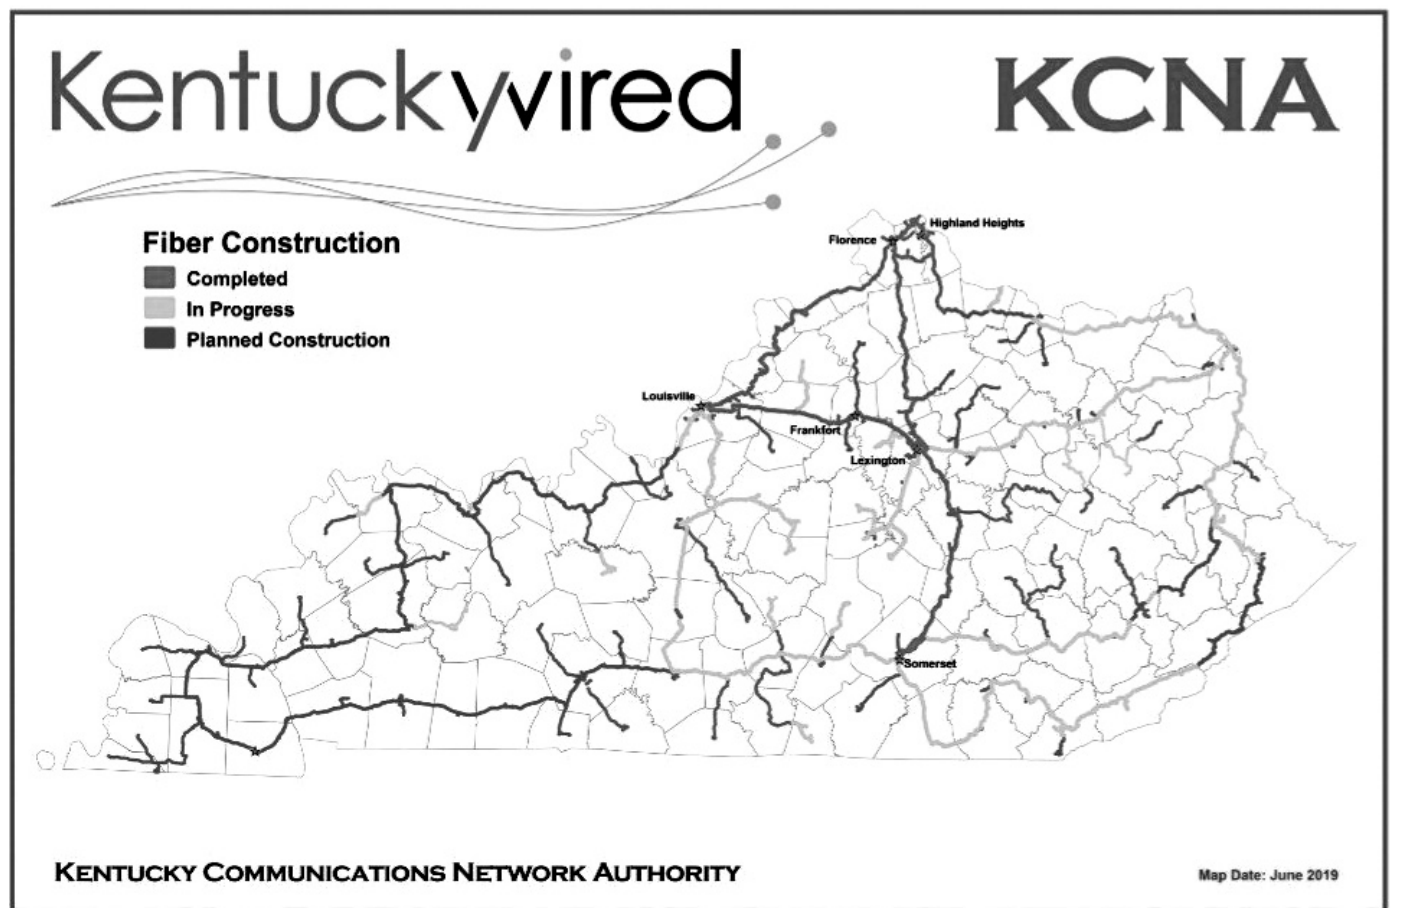 Kentuckywired
KCNA
Fiber Construction
Completed
In Progress
Planned Construction
Highland Heights
Florence
Louisville
Frankfort
Lexington
Somerset
KENTUCKY COMMUNICATIONS NETWORK AUTHORITY
Map Date: June 2019